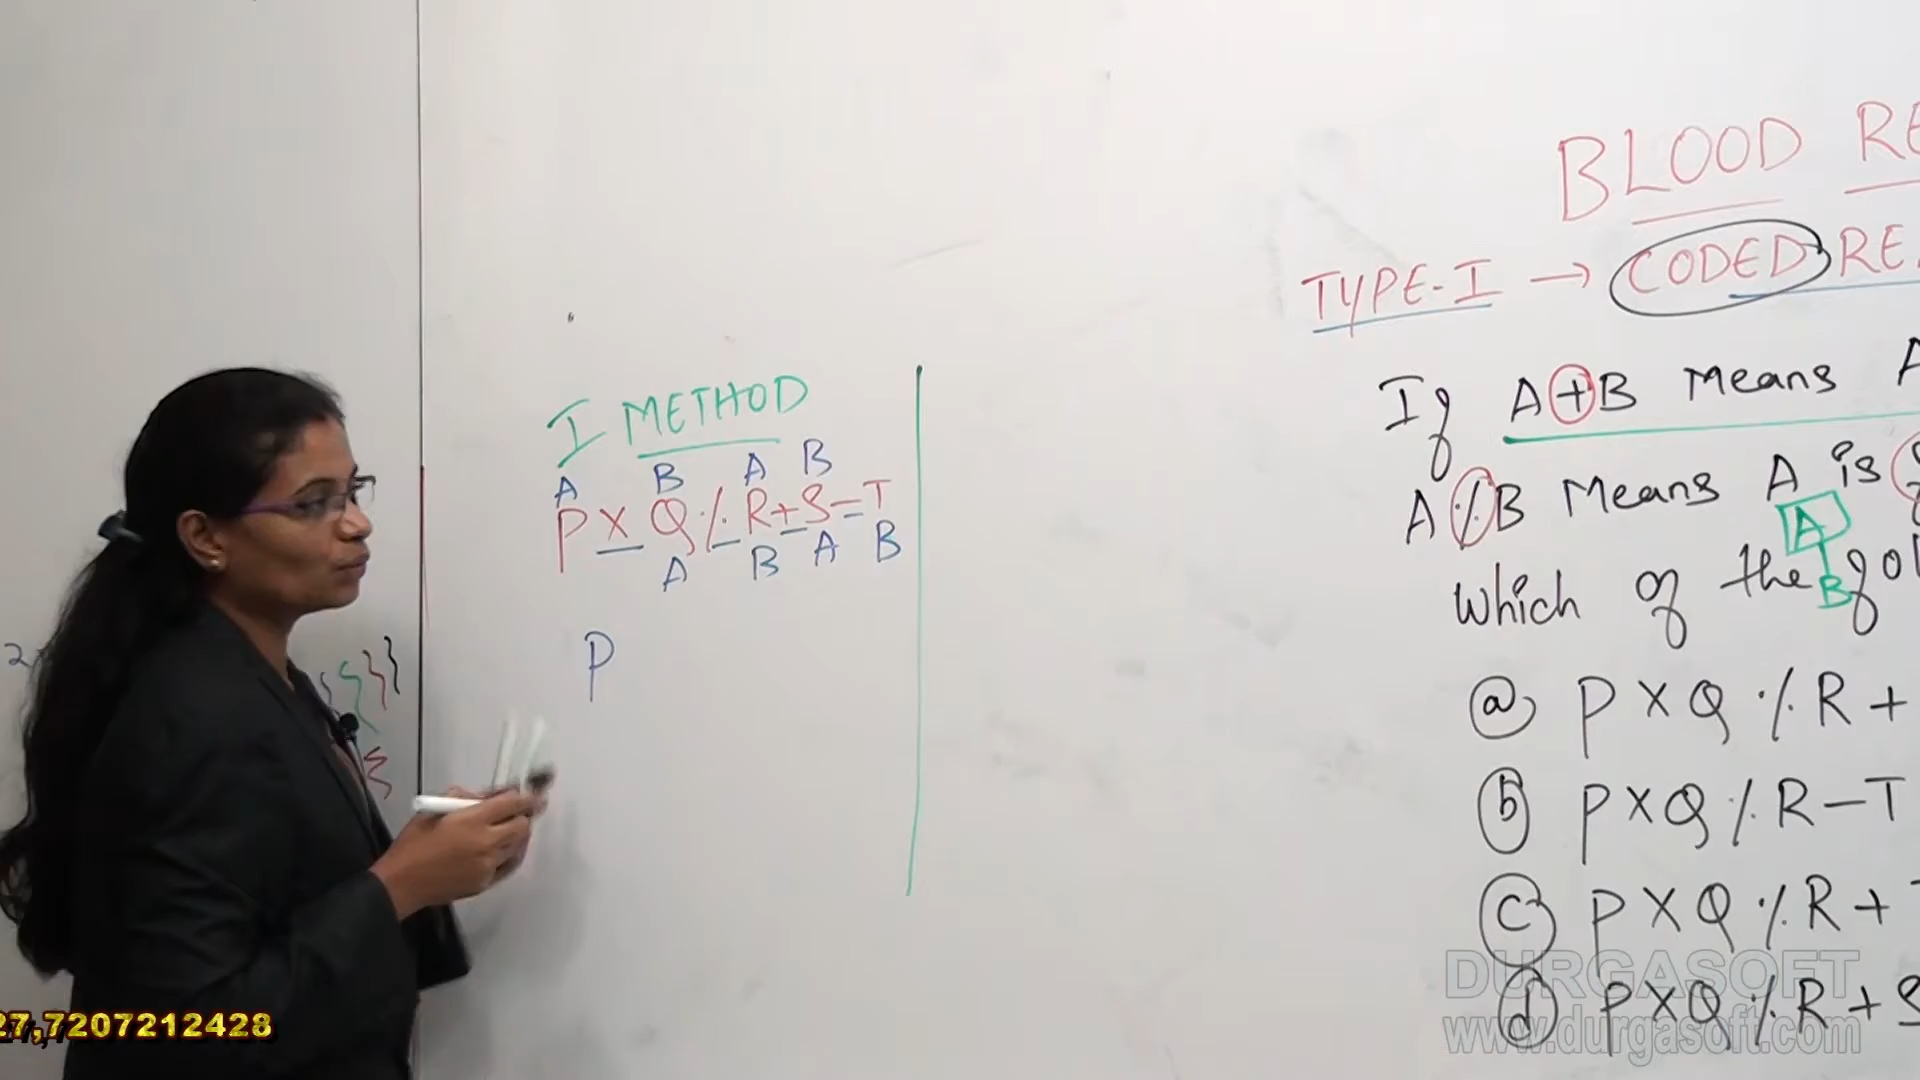 I METHOD
A B A B
P X Q ·/· R + S - T
A B A B
P
BLOOD RE
TYPE-I → CODED RE
If A + B Means A
A ·/· B Means A is
A
B
Which of the fol
a P X Q ·/· R +
b P X Q ·/· R - T
c P X Q ·/· R +
d P X Q ·/· R + S
DURGASOFT
www.durgasoft.com
27,7207212428